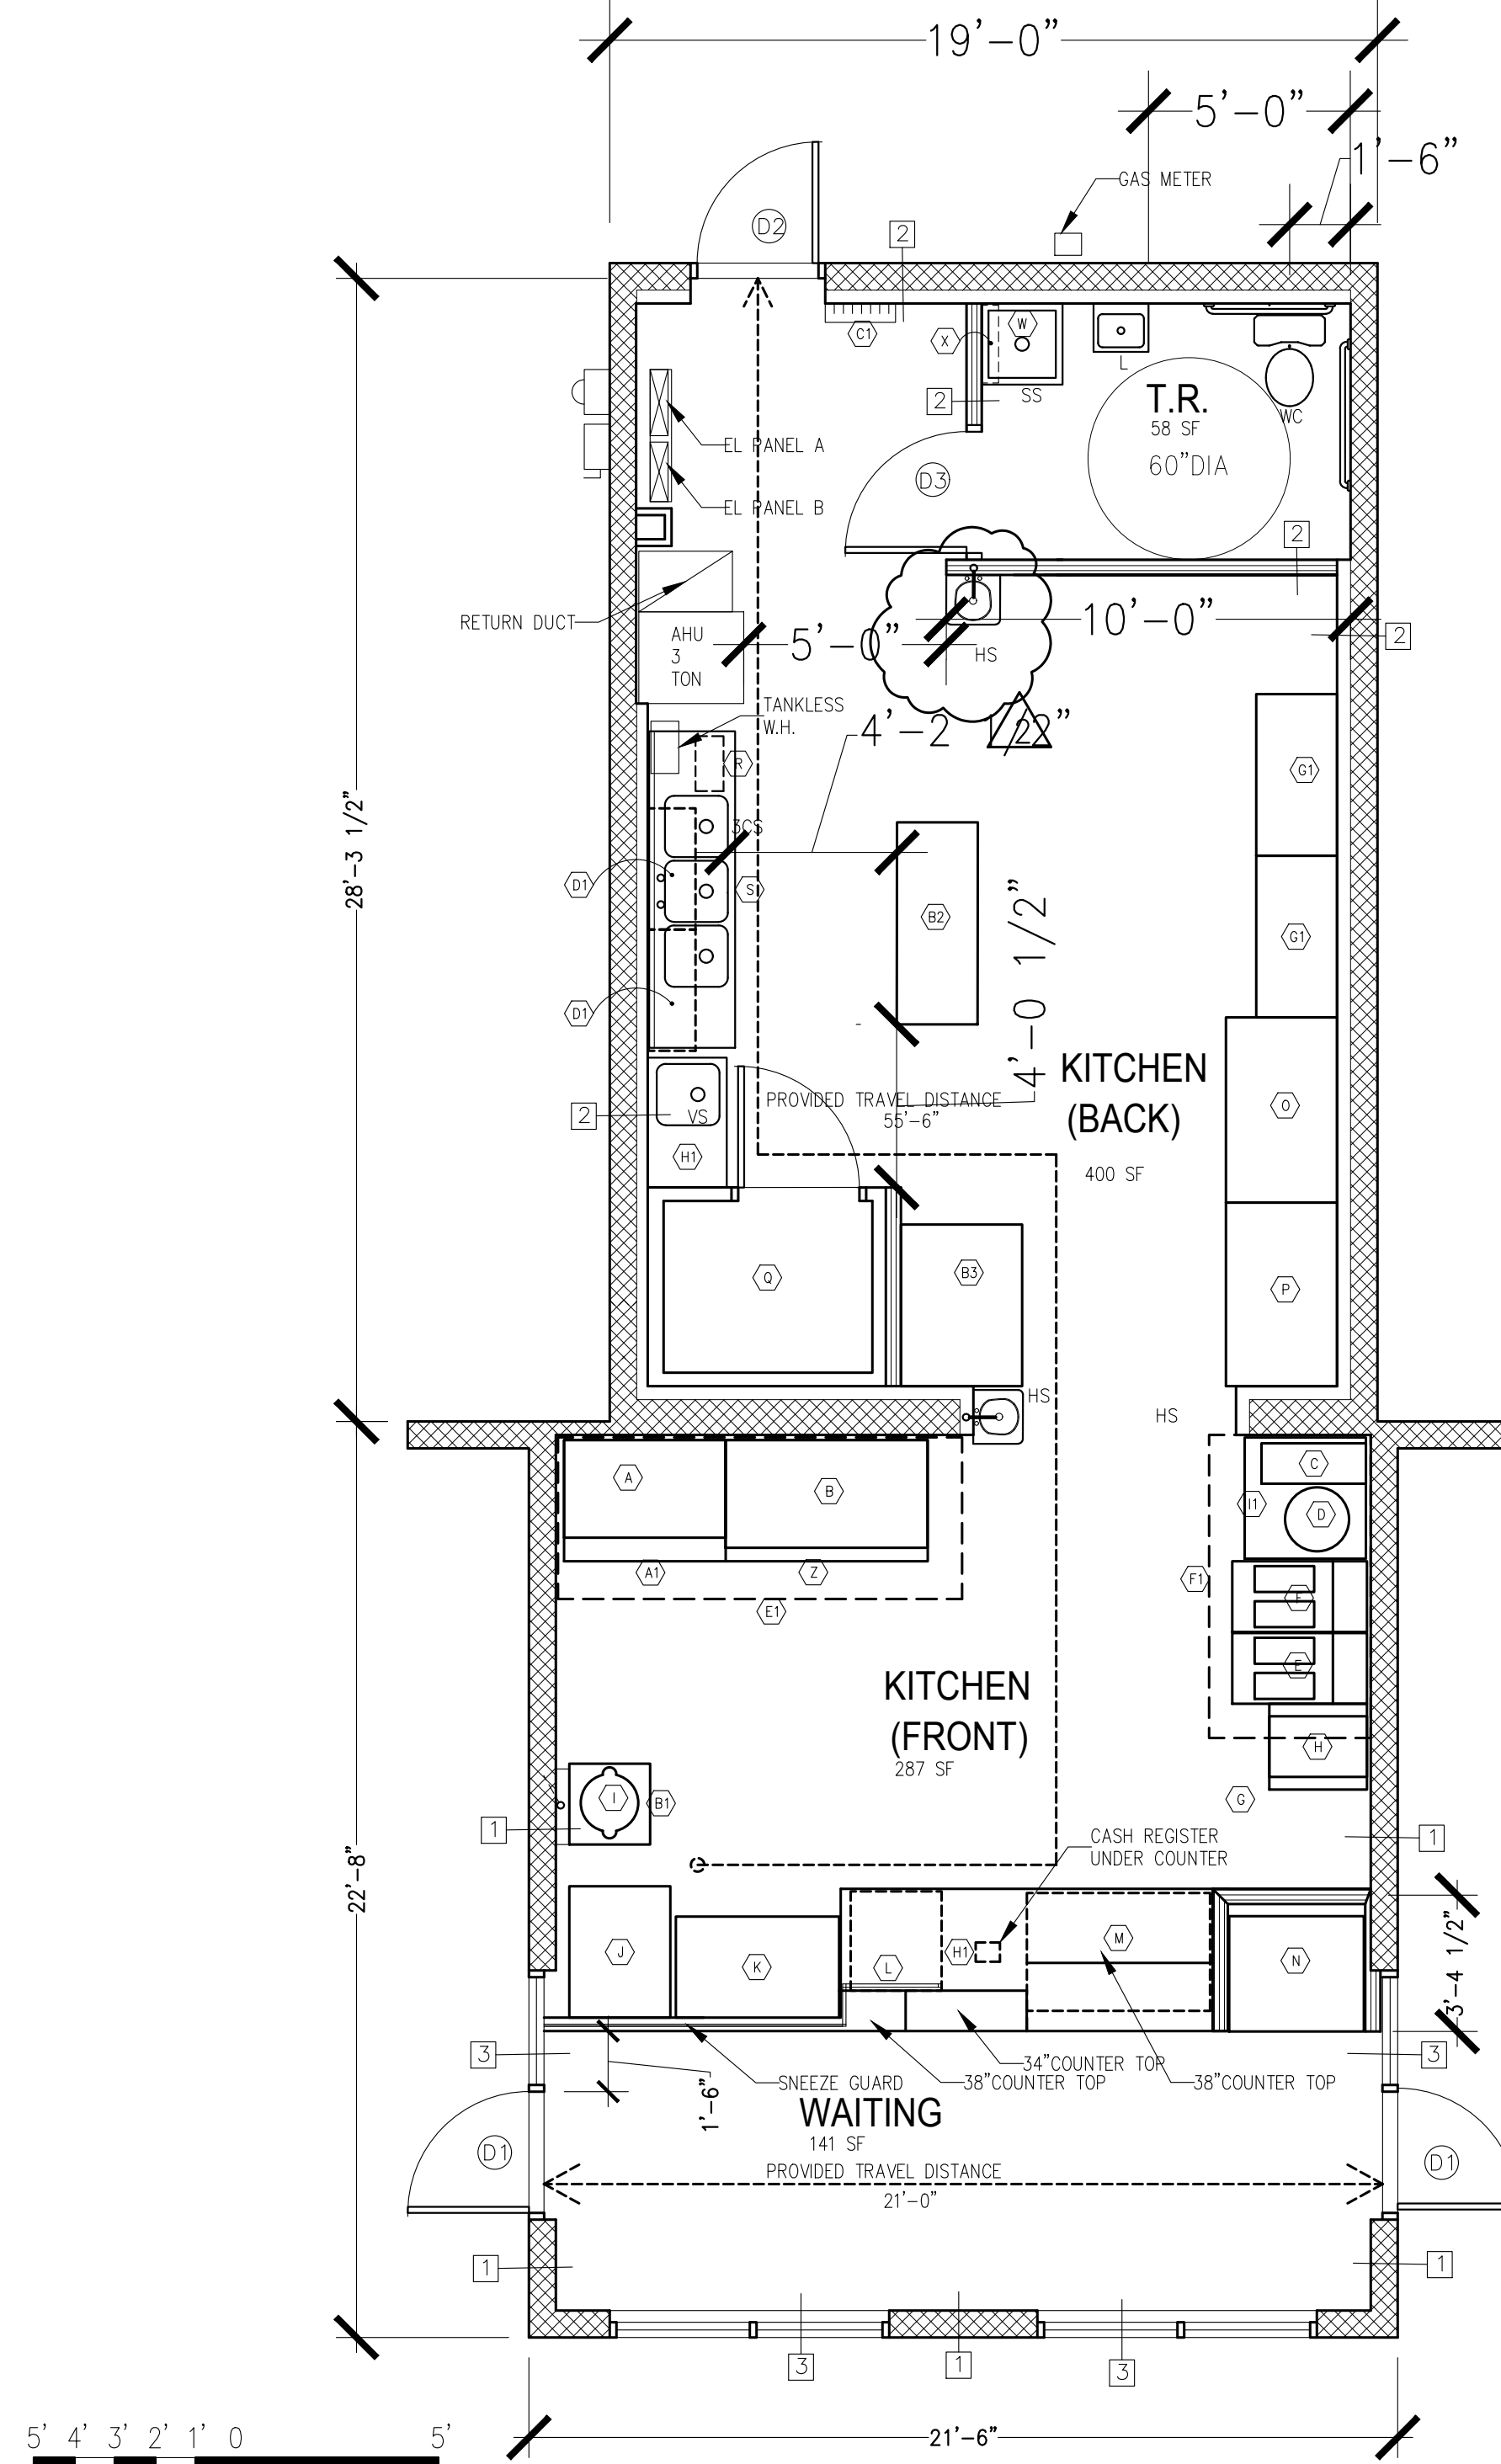 19'-0"
5'-0"
1'-6"
GAS METER
D2
2
C1
X
W
SS
L
T.R.
58 SF
60"DIA
WC
2
EL PANEL A
EL PANEL B
D3
2
RETURN DUCT
AHU
3
TON
5'-0"
10'-0"
HS
2
TANKLESS
W.H.
4'-2
22"
R
G1
3CS
D1
S
B2
G1
28'-3 1/2"
4'-0 1/2"
D1
KITCHEN
(BACK)
400 SF
PROVIDED TRAVEL DISTANCE
55'-6"
O
2
VS
H1
Q
B3
P
HS
HS
A
B
C
I1
D
A1
Z
F1
E1
F
E
KITCHEN
(FRONT)
287 SF
H
I
B1
G
1
CASH REGISTER
UNDER COUNTER
1
22'-8"
J
K
L
H1
M
N
3'-4 1/2"
3
34"COUNTER TOP
3
SNEEZE GUARD
38"COUNTER TOP
38"COUNTER TOP
1'-6"
WAITING
141 SF
D1
PROVIDED TRAVEL DISTANCE
21'-0"
D1
1
1
3
1
3
5' 4' 3' 2' 1' 0 5'
21'-6"